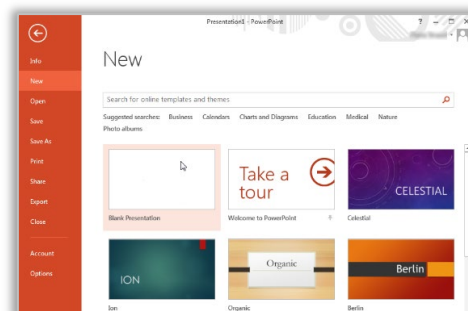 Presentation1 - PowerPoint
?
Info
New
New
Open
Search for online templates and themes
Suggested searches: Business Calendars Charts and Diagrams Education Medical Nature
Photo albums
Save
Save As
Print
Share
Export
Close
Account
Options
Take a
tour
CELESTIAL
Blank Presentation
Welcome to PowerPoint
Celestial
ION
Organic
Berlin
Ion
Organic
Berlin